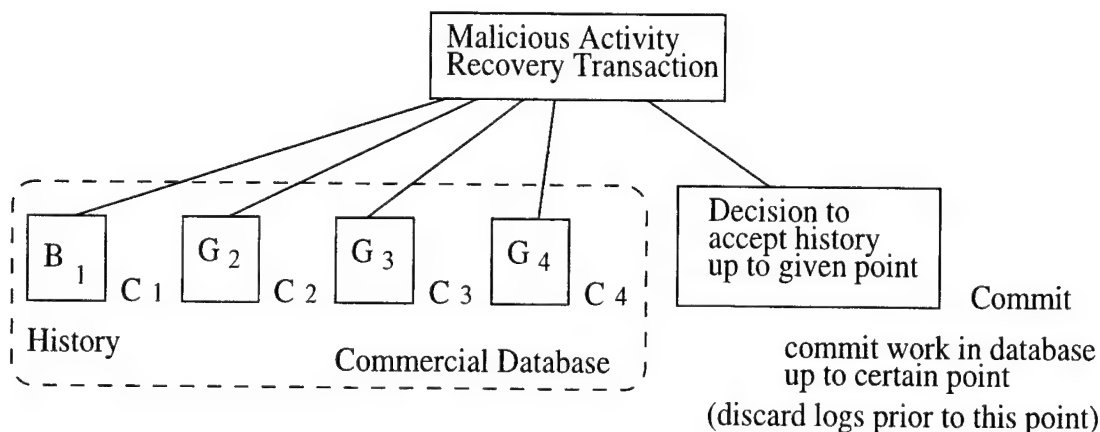 Malicious Activity
Recovery Transaction
B 1
G 2
G 3
G 4
C 1
C 2
C 3
C 4
History
Commercial Database
Decision to
accept history
up to given point
Commit
commit work in database
up to certain point
(discard logs prior to this point)